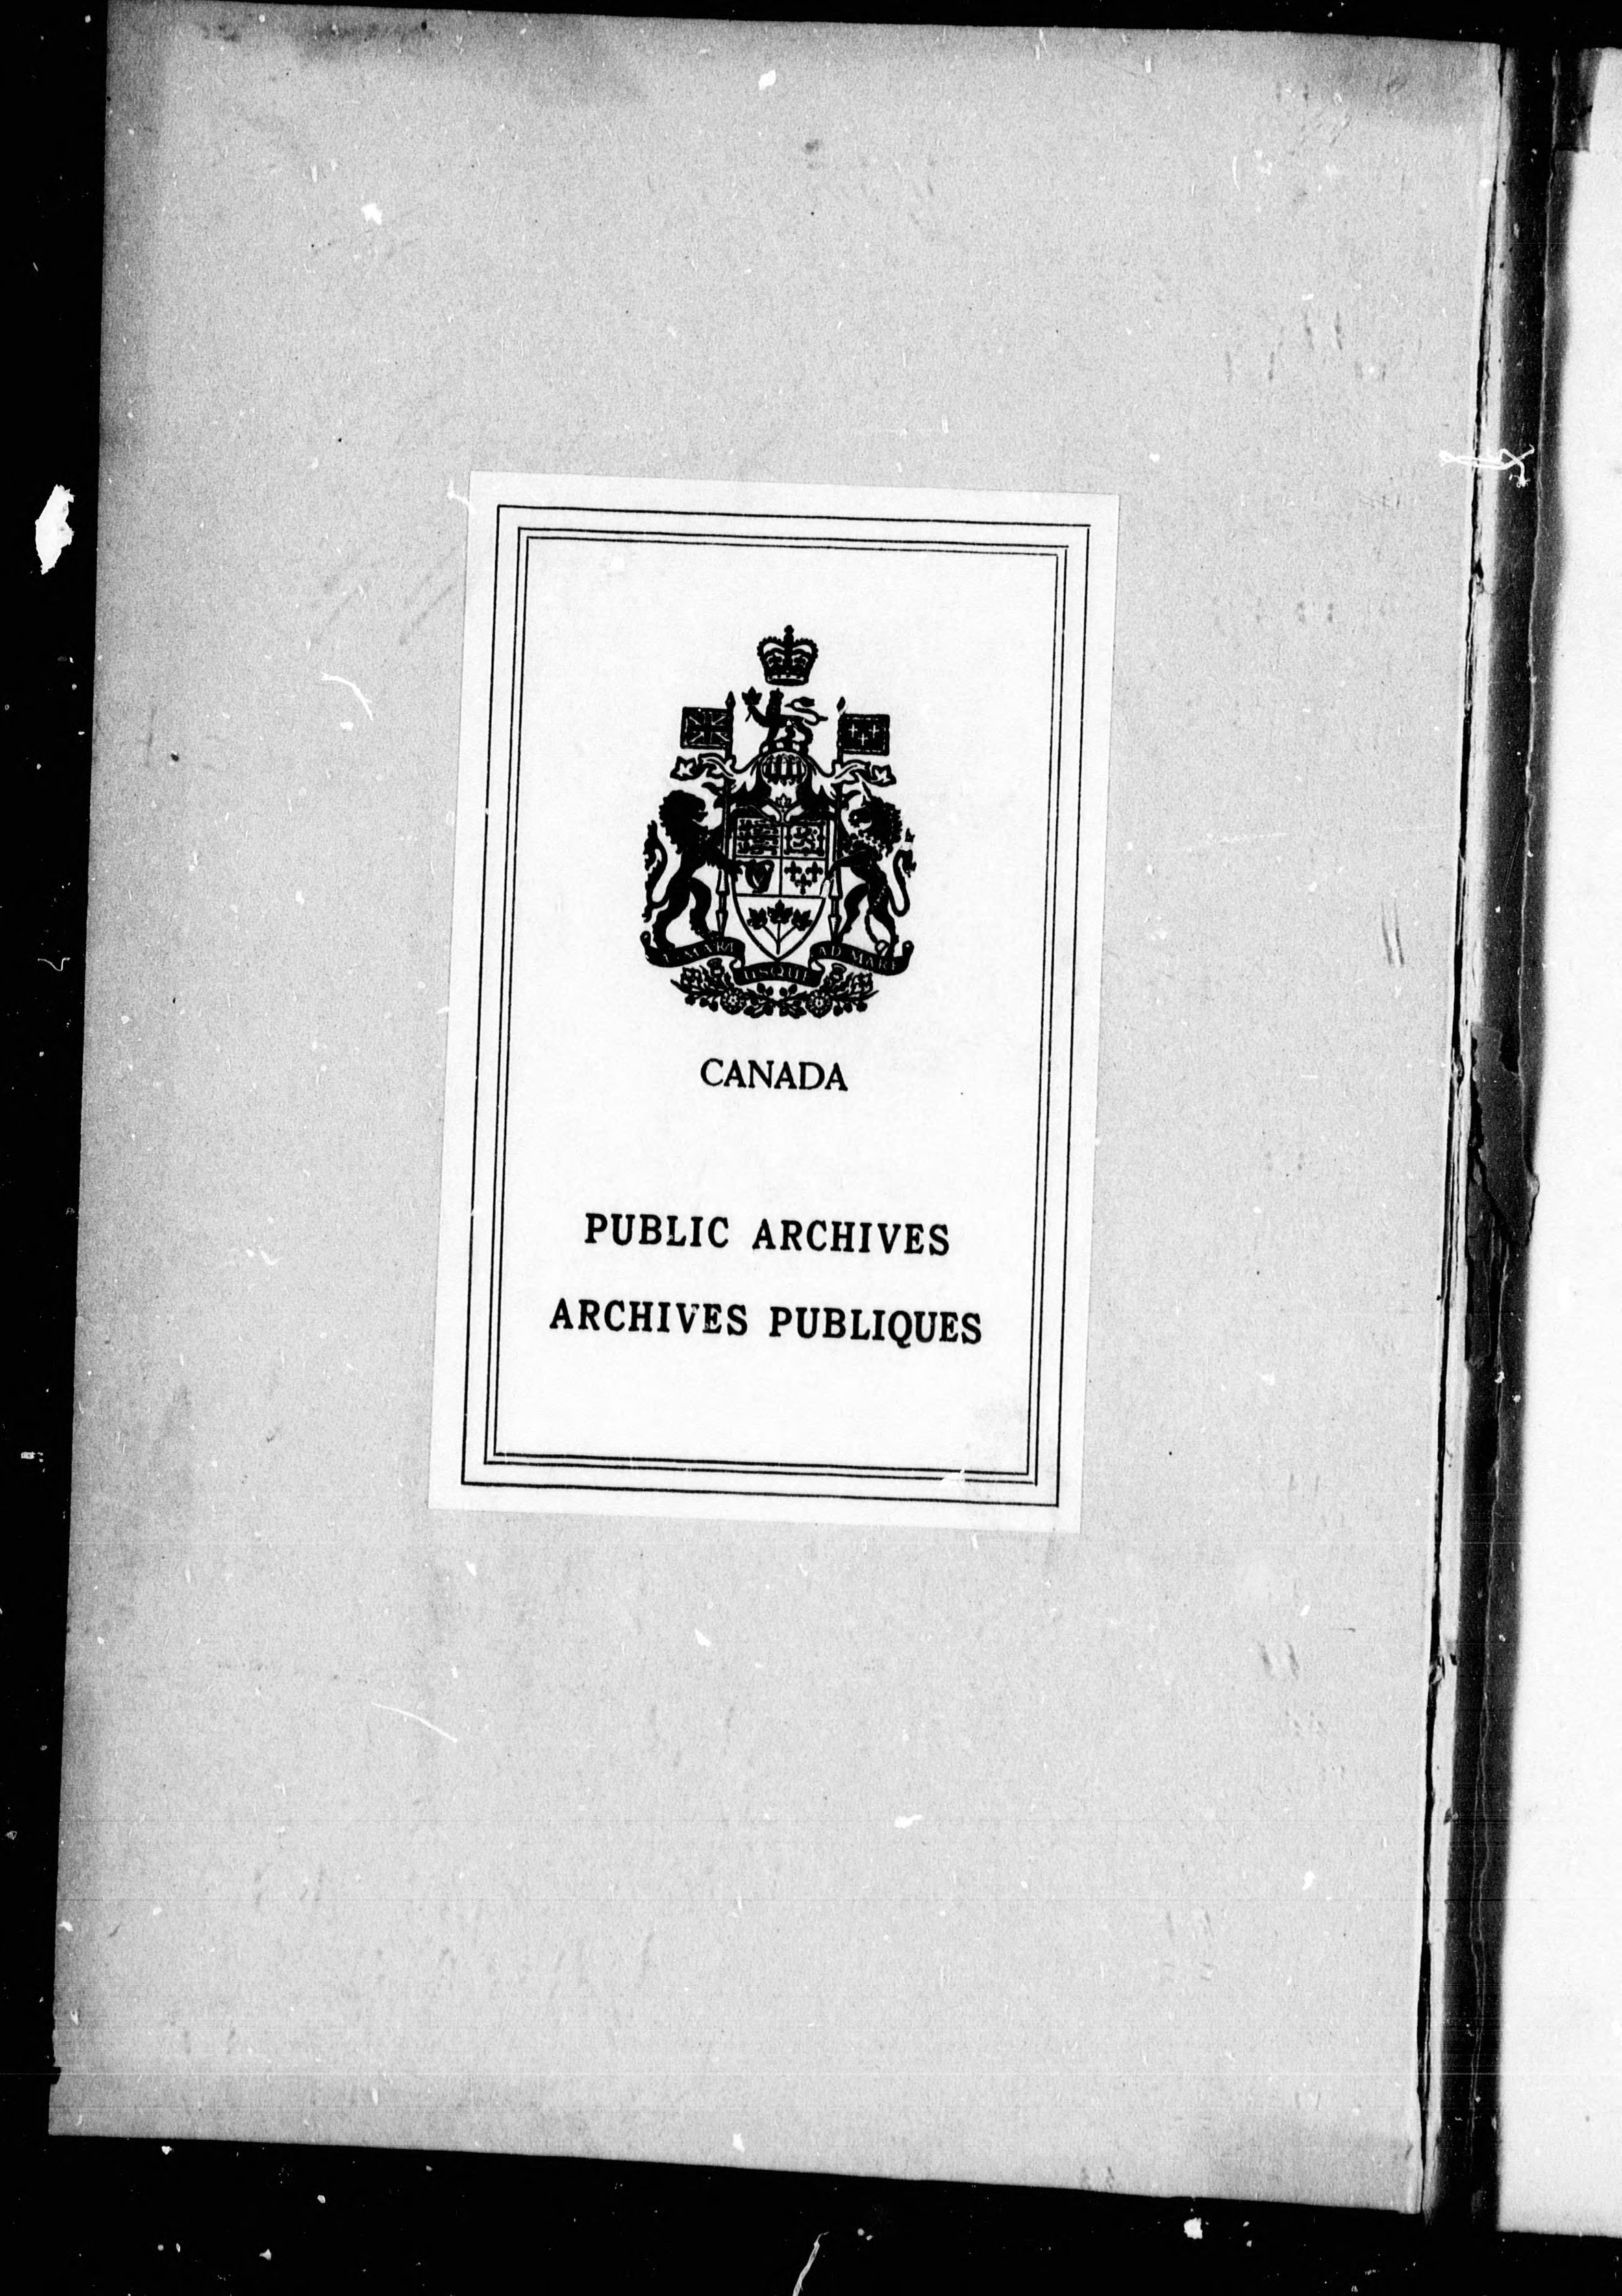 A MARI USQUE AD MARE
CANADA
PUBLIC ARCHIVES
ARCHIVES PUBLIQUES